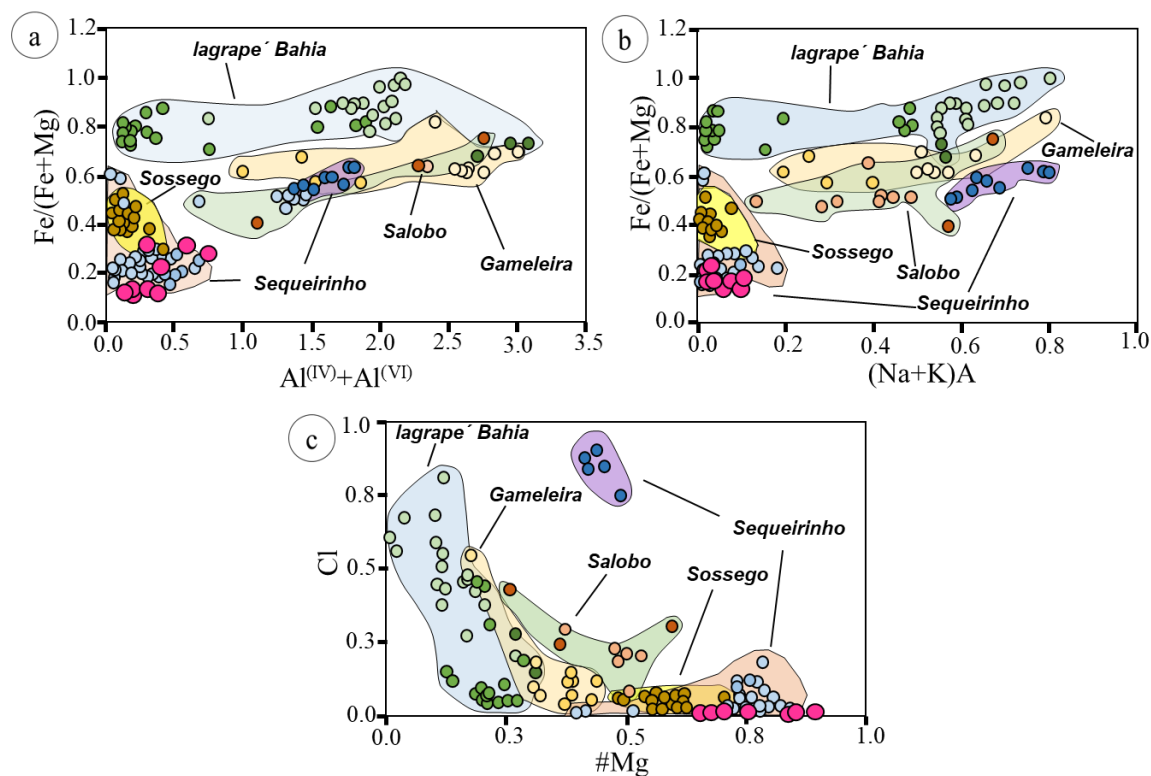 a
1.2
1.0
0.8
0.6
0.4
0.2
0.0
Fe/(Fe+Mg)
lagrape´ Bahia
Sossego
Salobo
Gameleira
Sequeirinho
0.0 0.5 1.0 1.5 2.0 2.5 3.0 3.5
Al(IV)+Al(VI)
b
1.2
1.0
0.8
0.6
0.4
0.2
0.0
Fe/(Fe+Mg)
lagrape´ Bahia
Gameleira
Sossego
Salobo
Sequeirinho
0.0 0.2 0.4 0.6 0.8 1.0
(Na+K)A
c
1.0
0.8
0.5
0.3
0.0
Cl
lagrape´ Bahia
Gameleira
Sequeirinho
Salobo
Sossego
0.0 0.3 0.5 0.8 1.0
#Mg